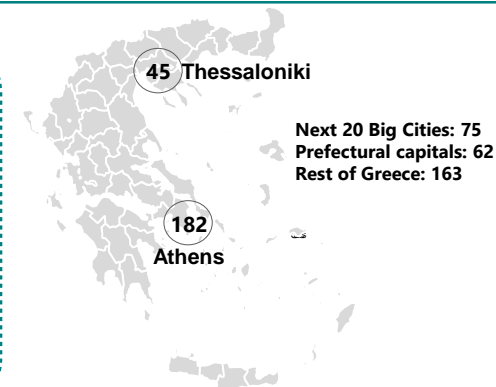 45 Thessaloniki
Next 20 Big Cities: 75
Prefectural capitals: 62
Rest of Greece: 163
182
Athens